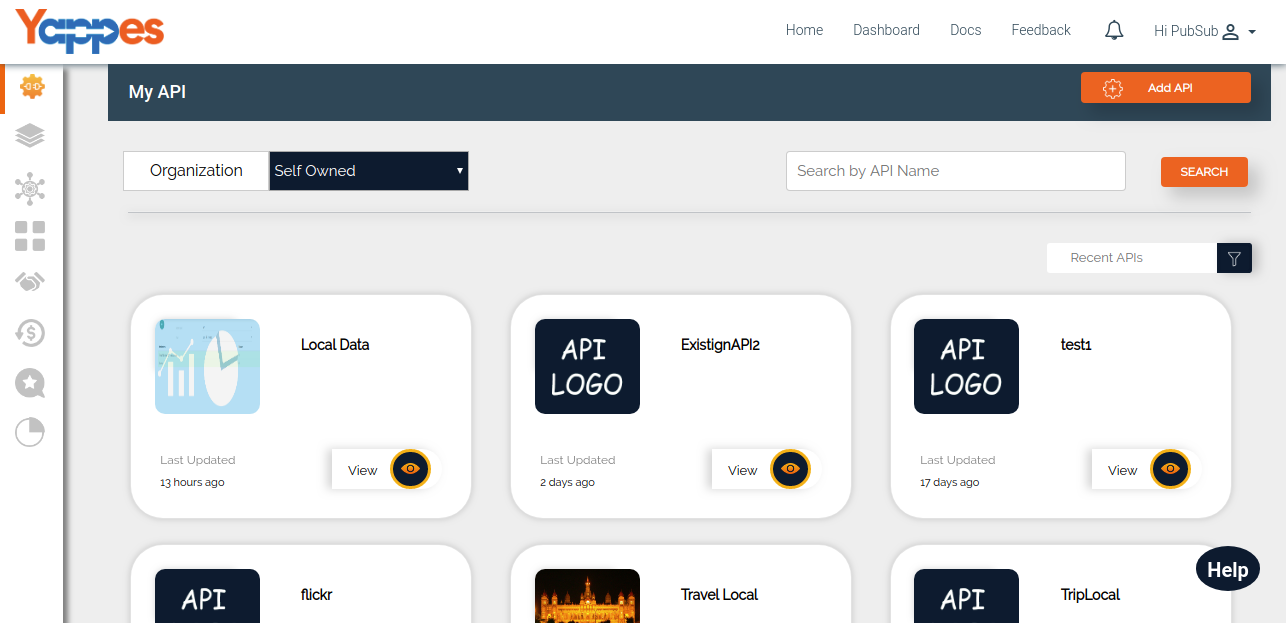 Yappes
Home
Dashboard
Docs
Feedback
Hi PubSub
My API
Add API
Organization
Self Owned
Search by API Name
SEARCH
Recent APIs
Local Data
API
LOGO
ExistignAPI2
API
LOGO
test1
Last Updated
13 hours ago
View
Last Updated
2 days ago
View
Last Updated
17 days ago
View
API
flickr
Travel Local
API
TripLocal
Help